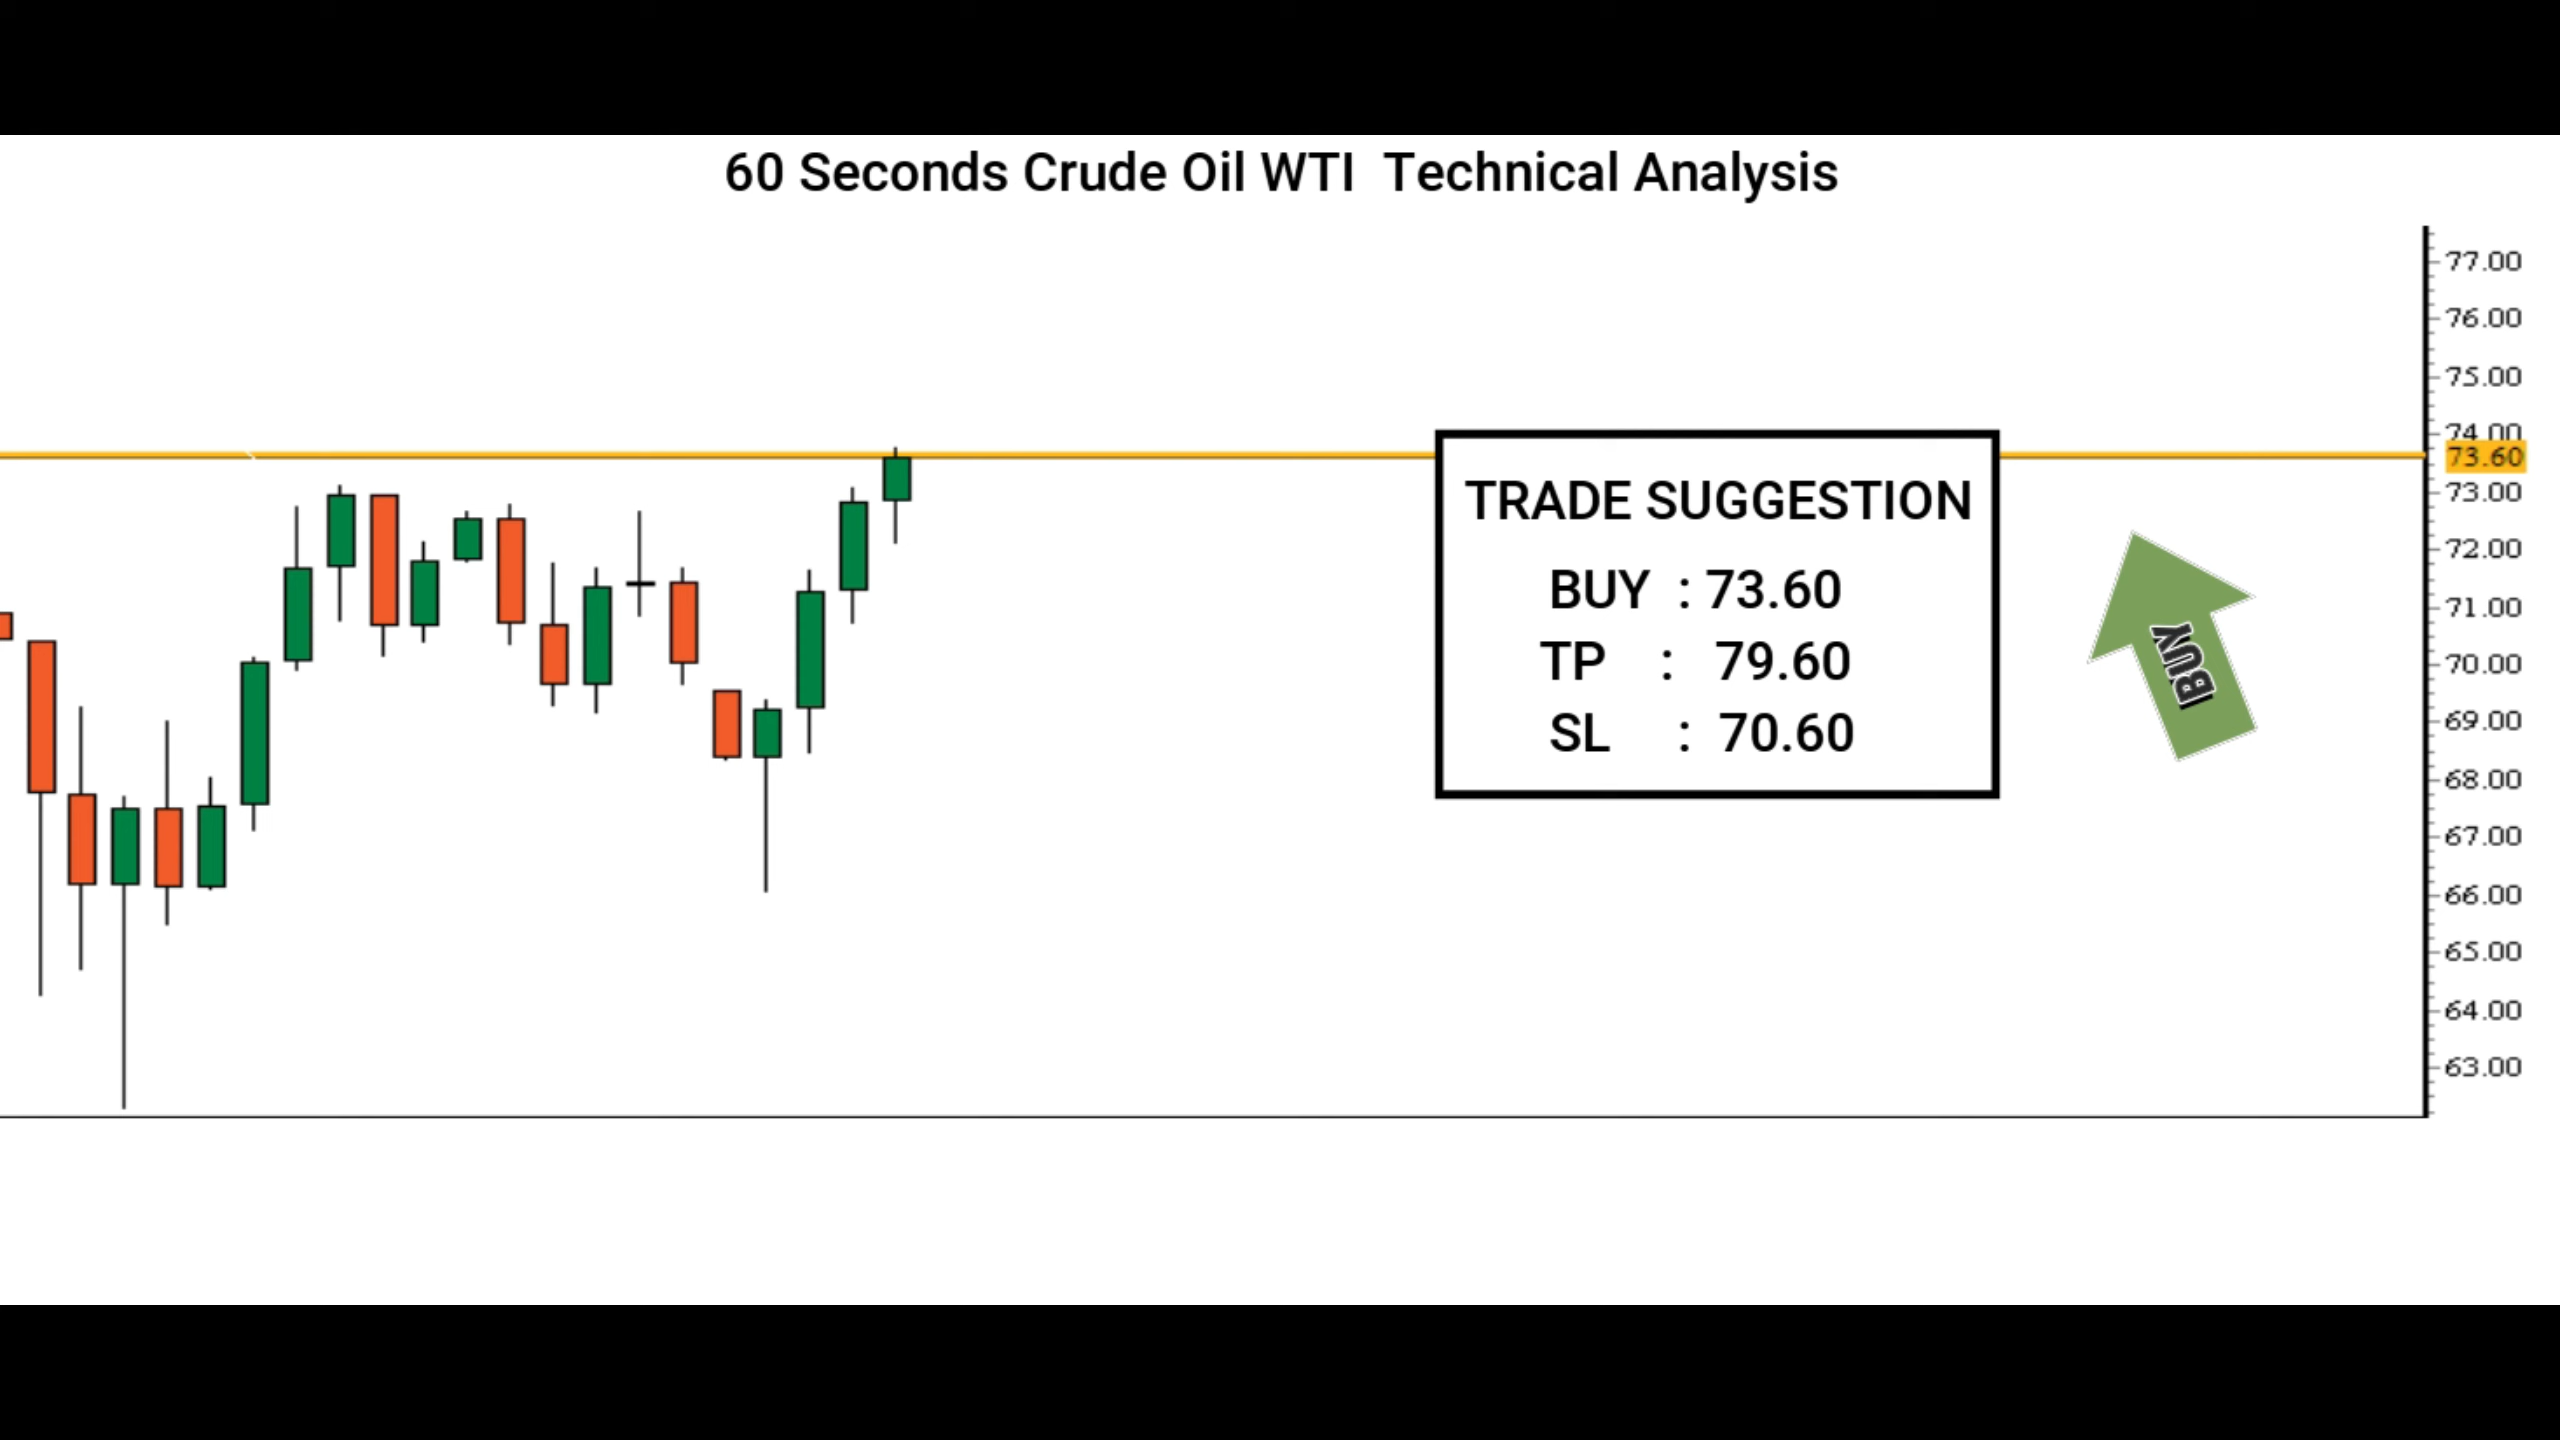 60 Seconds Crude Oil WTI  Technical Analysis
77.00
76.00
75.00
74.00
73.60
73.00
72.00
71.00
70.00
69.00
68.00
67.00
66.00
65.00
64.00
63.00
TRADE SUGGESTION
BUY : 73.60
TP : 79.60
SL : 70.60
BUY